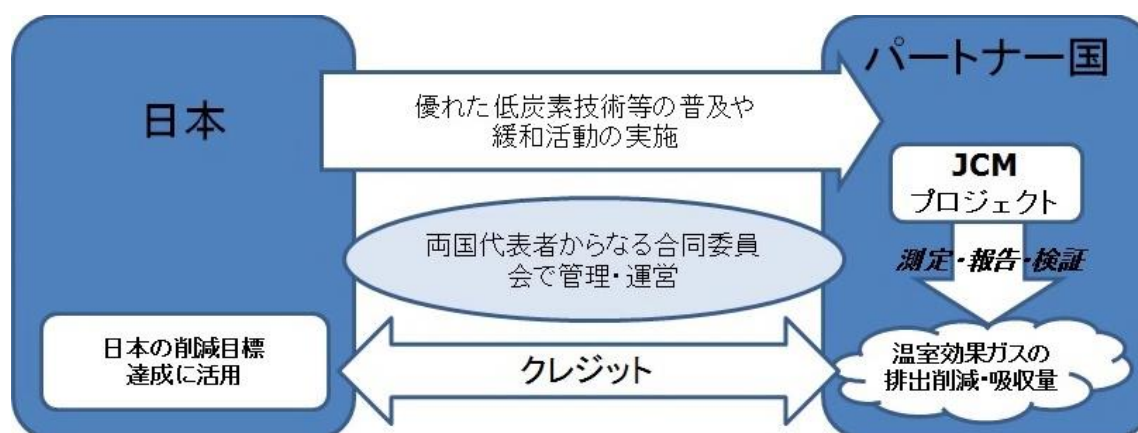 日本
パートナー国
優れた低炭素技術等の普及や
緩和活動の実施
JCM
プロジェクト
両国代表者からなる合同委員
会で管理・運営
測定・報告・検証
日本の削減目標
達成に活用
クレジット
温室効果ガスの
排出削減・吸収量